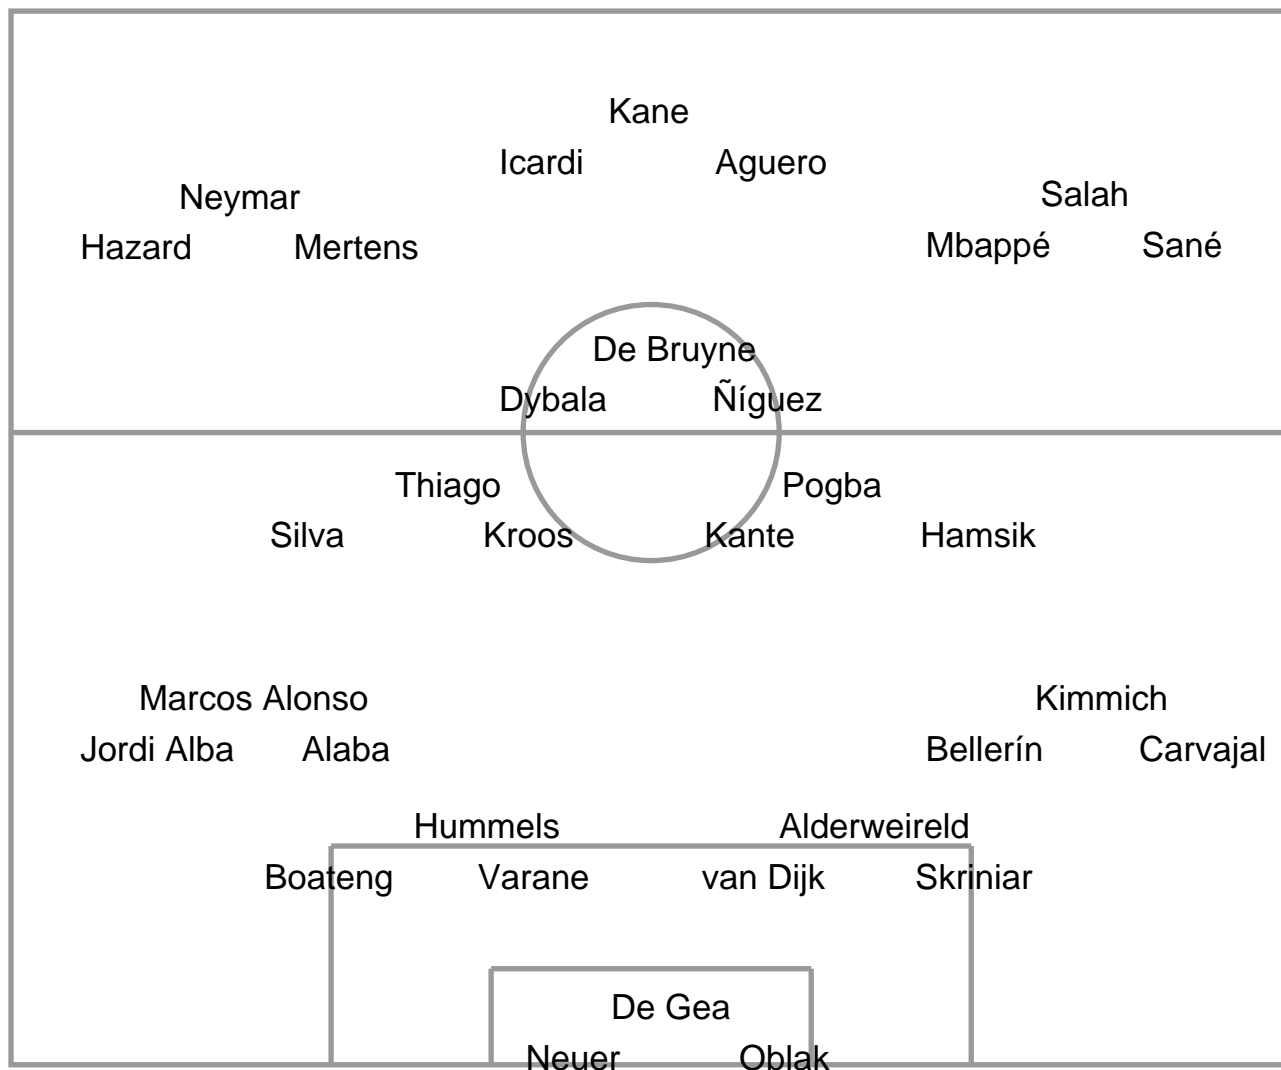 Kane
Icardi Aguero
Neymar Salah
Hazard Mertens Mbappé Sané
De Bruyne
Dybala Ñíguez
Thiago Pogba
Silva Kroos Kante Hamsik
Marcos Alonso Kimmich
Jordi Alba Alaba Bellerín Carvajal
Hummels Alderweireld
Boateng Varane van Dijk Skriniar
De Gea
Neuer Oblak